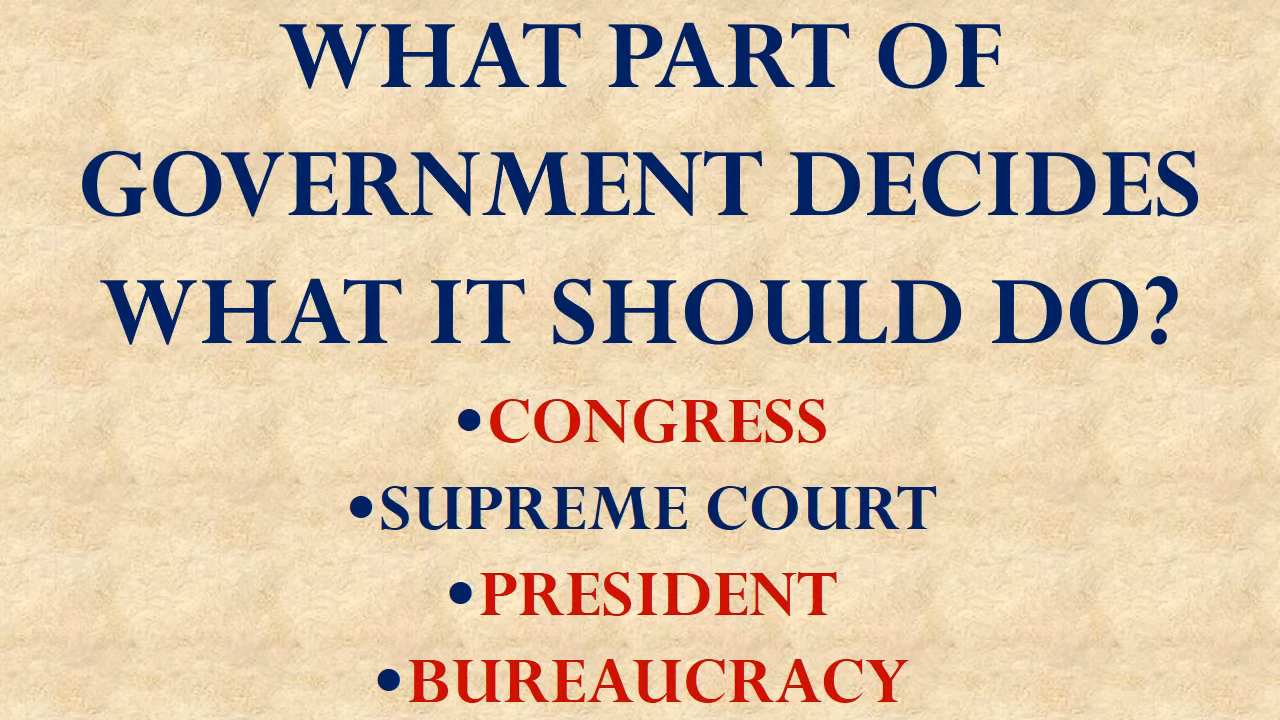 WHAT PART OF
GOVERNMENT DECIDES
WHAT IT SHOULD DO?
•CONGRESS
•SUPREME COURT
•PRESIDENT
•BUREAUCRACY